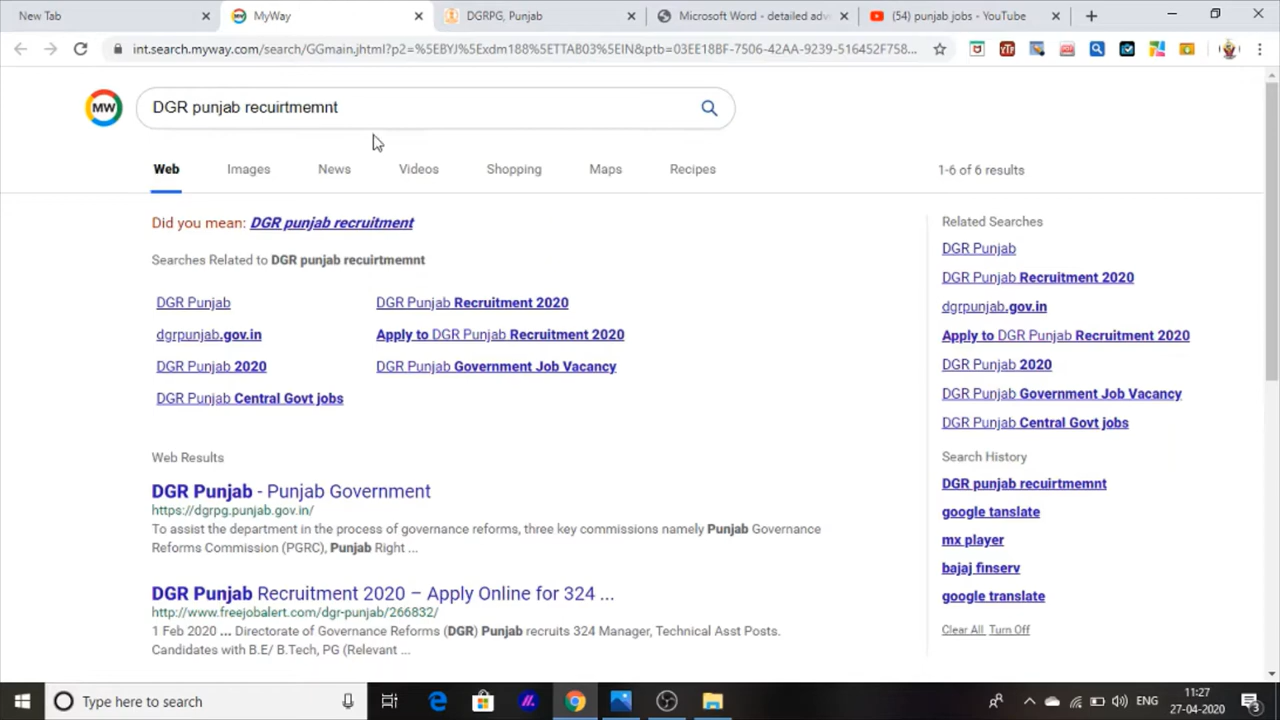 New Tab
MyWay
DGRPG, Punjab
Microsoft Word - detailed adv
(54) punjab jobs - YouTube
int.search.myway.com/search/GGmain.jhtml?p2=%5EBYJ%5Exdm188%5ETTAB03%5EIN&ptb=03EE18BF-7506-42AA-9239-516452F758...
MW
DGR punjab recuirtmemnt
Web
Images
News
Videos
Shopping
Maps
Recipes
1-6 of 6 results
Did you mean: DGR punjab recruitment
Searches Related to DGR punjab recuirtmemnt
DGR Punjab
DGR Punjab Recruitment 2020
dgrpunjab.gov.in
Apply to DGR Punjab Recruitment 2020
DGR Punjab 2020
DGR Punjab Government Job Vacancy
DGR Punjab Central Govt jobs
Web Results
DGR Punjab - Punjab Government
https://dgrpg.punjab.gov.in/
To assist the department in the process of governance reforms, three key commissions namely Punjab Governance
Reforms Commission (PGRC), Punjab Right ...
DGR Punjab Recruitment 2020 – Apply Online for 324 ...
http://www.freejobalert.com/dgr-punjab/266832/
1 Feb 2020 ... Directorate of Governance Reforms (DGR) Punjab recruits 324 Manager, Technical Asst Posts.
Candidates with B.E/ B.Tech, PG (Relevant ...
Related Searches
DGR Punjab
DGR Punjab Recruitment 2020
dgrpunjab.gov.in
Apply to DGR Punjab Recruitment 2020
DGR Punjab 2020
DGR Punjab Government Job Vacancy
DGR Punjab Central Govt jobs
Search History
DGR punjab recuirtmemnt
google tanslate
mx player
bajaj finserv
google translate
Clear All Turn Off
Type here to search
ENG
11:27
27-04-2020
3